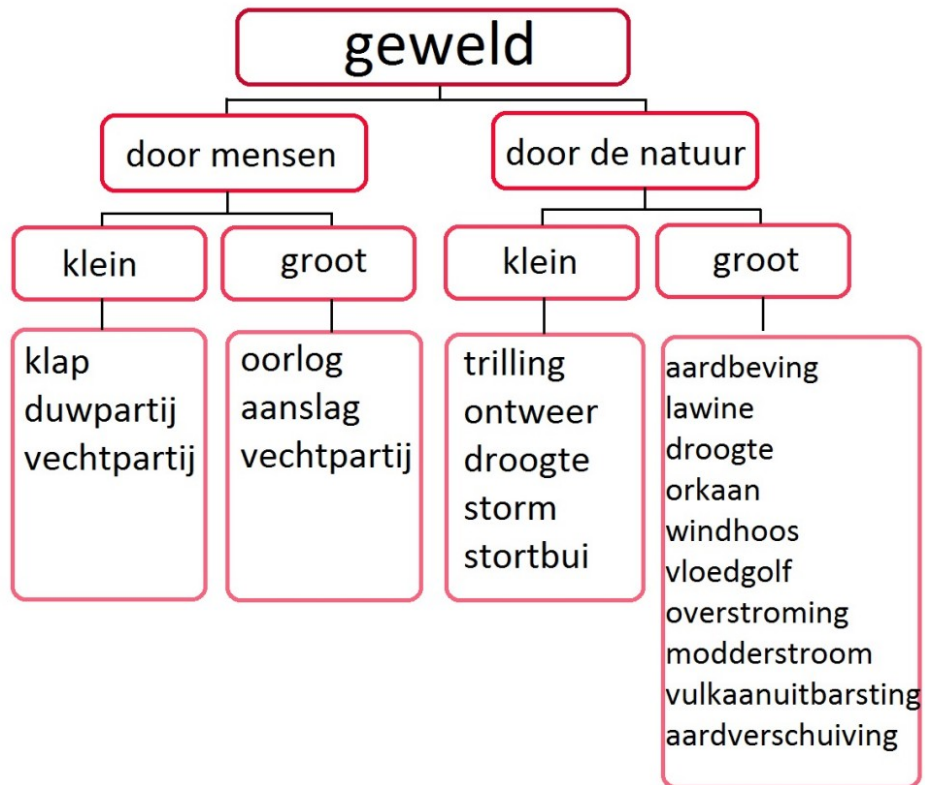 geweld
door mensen
door de natuur
klein
groot
klein
groot
klap
duwpartij
vechtpartij
oorlog
aanslag
vechtpartij
trilling
ontweer
droogte
storm
stortbui
aardbeving
lawine
droogte
orkaan
windhoos
vloedgolf
overstroming
modderstroom
vulkaanuitbarsting
aardverschuiving